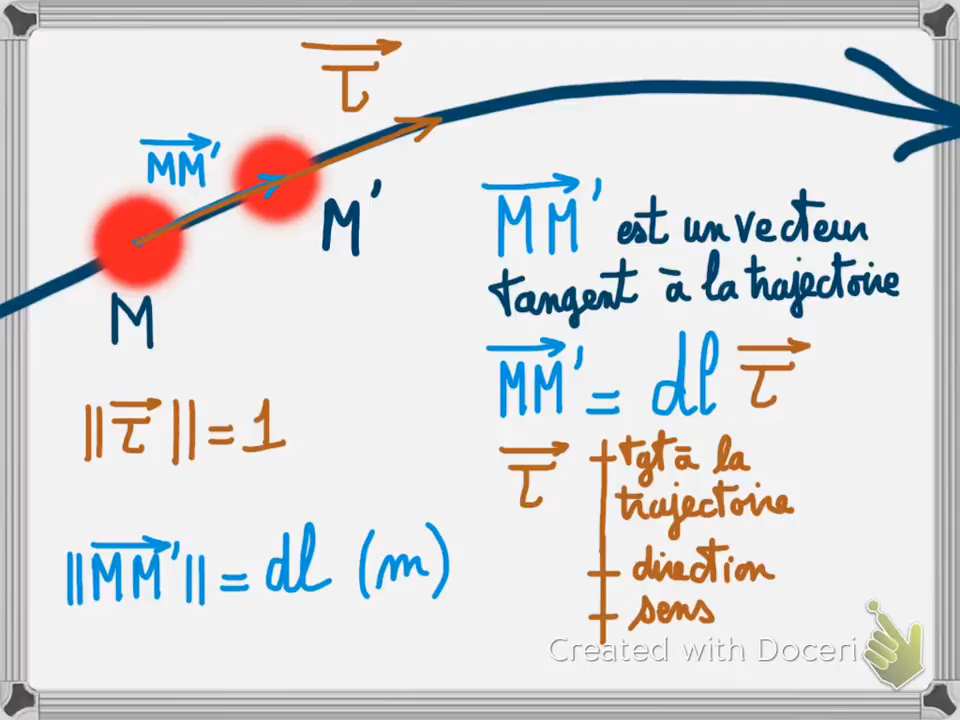 τ⃗
MM'⃗
M'
M
MM'⃗ est un vecteur
tangent à la trajectoire
MM'⃗ = dl τ⃗
||τ⃗|| = 1
τ⃗ tgt à la
trajectoire
direction
sens
||MM'⃗|| = dl (m)
Created with Doceri